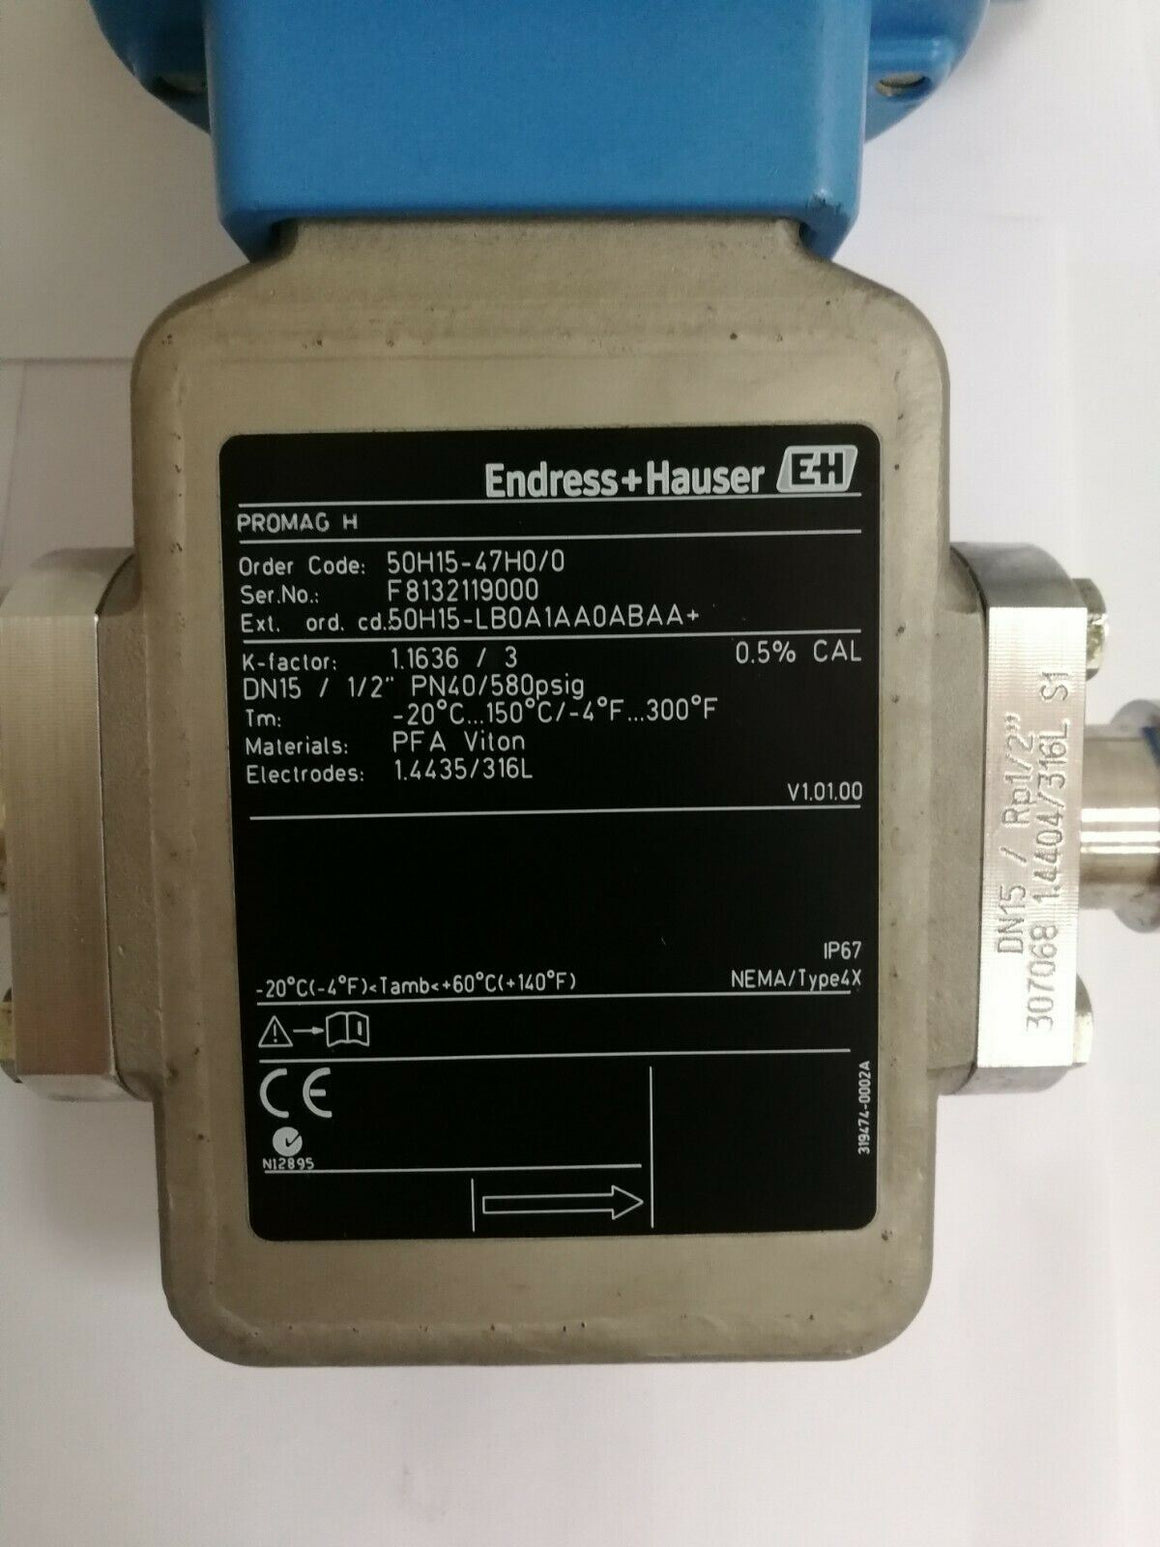 Endress+Hauser EH
PROMAG H
Order Code: 50H15-47H0/0
Ser.No.: F8132119000
Ext. ord. cd.:50H15-LB0A1AA0ABAA+
K-factor: 1.1636 / 3 0.5% CAL
DN15 / 1/2" PN40/580psig
Tm: -20°C...150°C/-4°F...300°F
Materials: PFA Viton
Electrodes: 1.4435/316L
V1.01.00
IP67
-20°C(-4°F)<Tamb<+60°C(+140°F) NEMA/Type4X
CE
N12895
319474-0002A
DN15 / Rp1/2"
307068 1.4404/316L S1